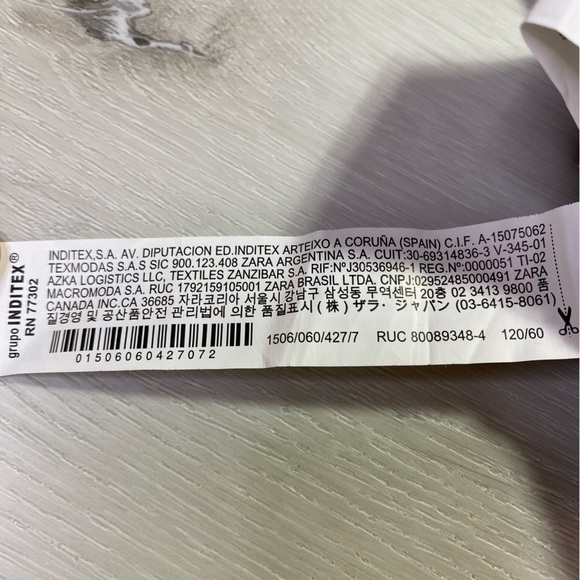 grupo INDITEX®
RN 77302
INDITEX,S.A. AV. DIPUTACION ED.INDITEX ARTEIXO A CORUÑA (SPAIN) C.I.F. A-15075062
TEXMODAS S.A.S SIC 900.123.408 ZARA ARGENTINA S.A. CUIT:30-69314836-3 V-345-01
AZKA LOGISTICS LLC, TEXTILES ZANZIBAR S.A. RIF:NºJ30536946-1 REG.Nº:0000051 TI-02
MACROMODA S.A. RUC 1792159105001 ZARA BRASIL LTDA. CNPJ:02952485000491 ZARA
CANADA INC.CA 36685 자라코리아 서울시 강남구 삼성동 무역센터 20층 02 3413 9800 품
질경영 및 공산품안전 관리법에 의한 품질표시 (株) ザラ・ジャパン (03-6415-8061)
01506060427072
1506/060/427/7 RUC 80089348-4 120/60